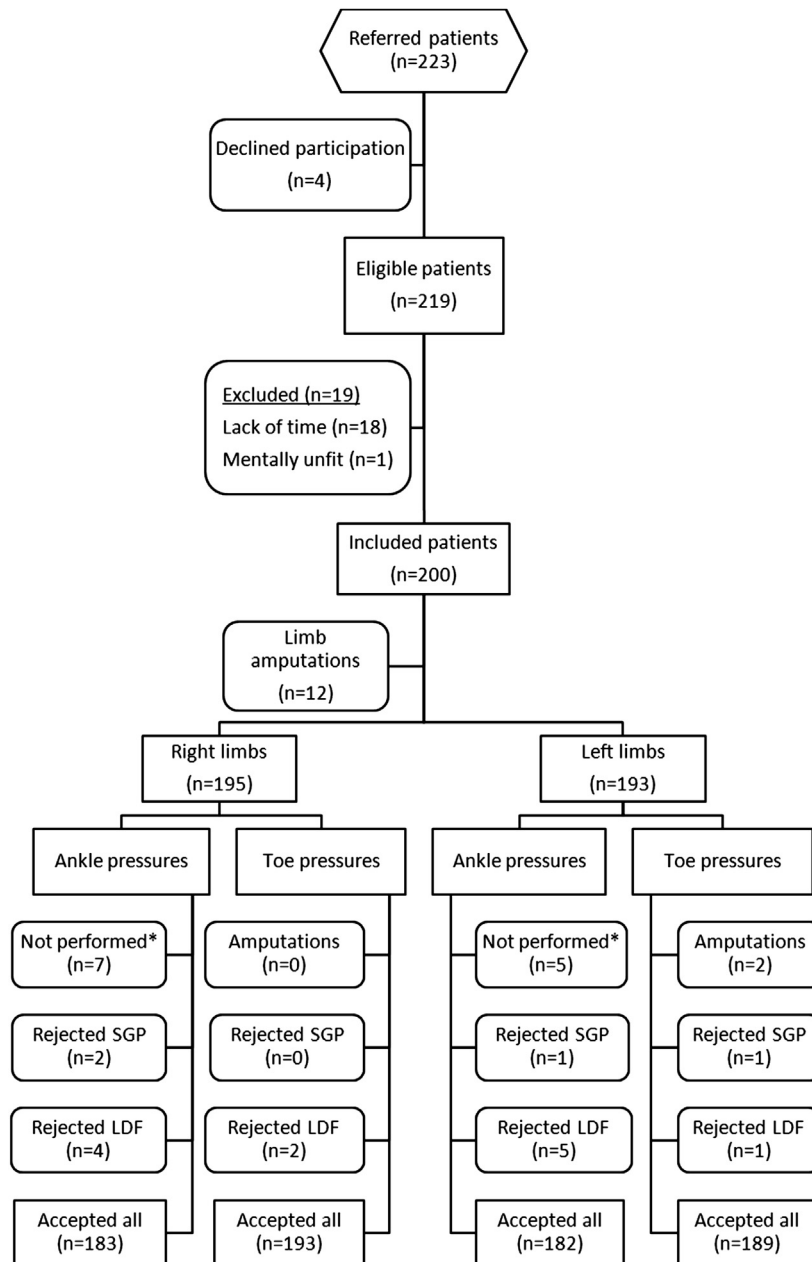 Referred patients
(n=223)
Declined participation
(n=4)
Eligible patients
(n=219)
Excluded (n=19)
Lack of time (n=18)
Mentally unfit (n=1)
Included patients
(n=200)
Limb
amputations
(n=12)
Right limbs
(n=195)
Left limbs
(n=193)
Ankle pressures
Toe pressures
Ankle pressures
Toe pressures
Not performed*
(n=7)
Amputations
(n=0)
Not performed*
(n=5)
Amputations
(n=2)
Rejected SGP
(n=2)
Rejected SGP
(n=0)
Rejected SGP
(n=1)
Rejected SGP
(n=1)
Rejected LDF
(n=4)
Rejected LDF
(n=2)
Rejected LDF
(n=5)
Rejected LDF
(n=1)
Accepted all
(n=183)
Accepted all
(n=193)
Accepted all
(n=182)
Accepted all
(n=189)